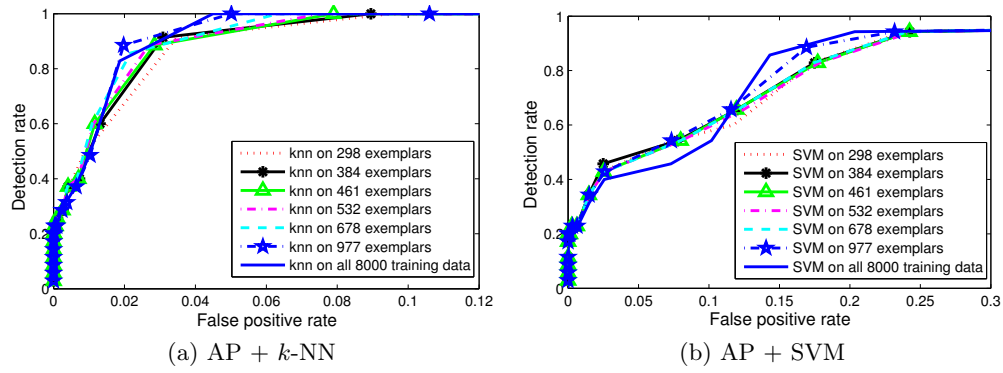 Detection rate
1
0.8
0.6
0.4
0.2
0
0
0.02
0.04
0.06
0.08
0.1
0.12
False positive rate
knn on 298 exemplars
knn on 384 exemplars
knn on 461 exemplars
knn on 532 exemplars
knn on 678 exemplars
knn on 977 exemplars
knn on all 8000 training data
(a) AP + k-NN
Detection rate
1
0.8
0.6
0.4
0.2
0
0
0.05
0.1
0.15
0.2
0.25
0.3
False positive rate
SVM on 298 exemplars
SVM on 384 exemplars
SVM on 461 exemplars
SVM on 532 exemplars
SVM on 678 exemplars
SVM on 977 exemplars
SVM on all 8000 training data
(b) AP + SVM